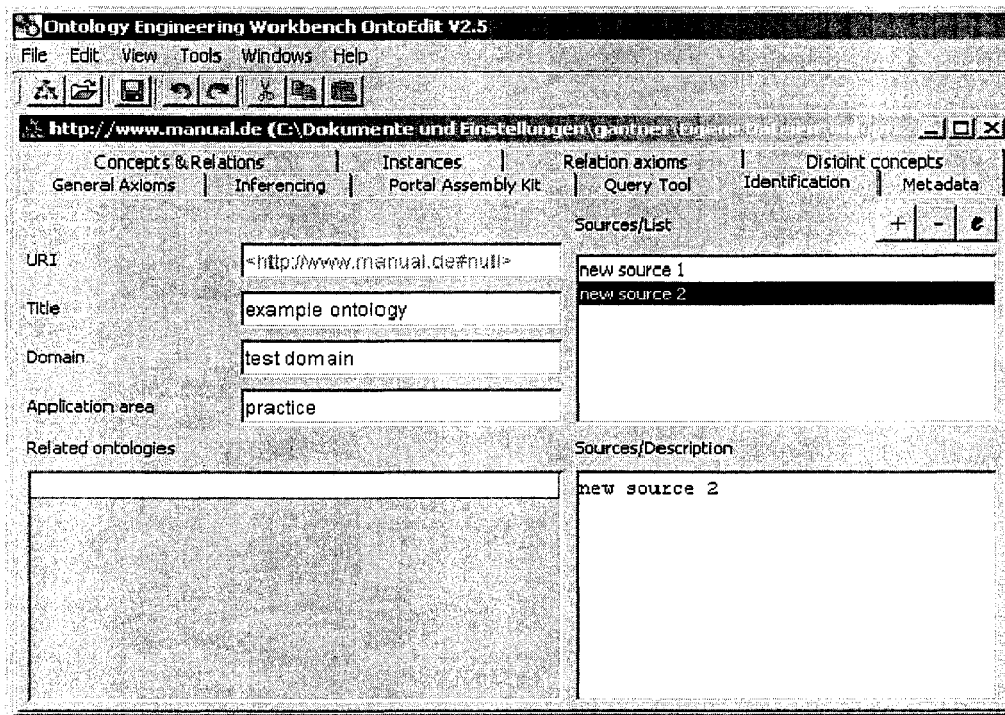 Ontology Engineering Workbench OntoEdit V2.5
File Edit View Tools Windows Help
http://www.manual.de (C:\Dokumente und Einstellungen\gantner\Eigene Dateien
Concepts & Relations Instances Relation axioms Disjoint concepts
General Axioms Inferencing Portal Assembly Kit Query Tool Identification Metadata
Sources/List + - e
URI <http://www.manual.de#null>
new source 1
new source 2
Title example ontology
Domain test domain
Application area practice
Related ontologies
Sources/Description
new source 2